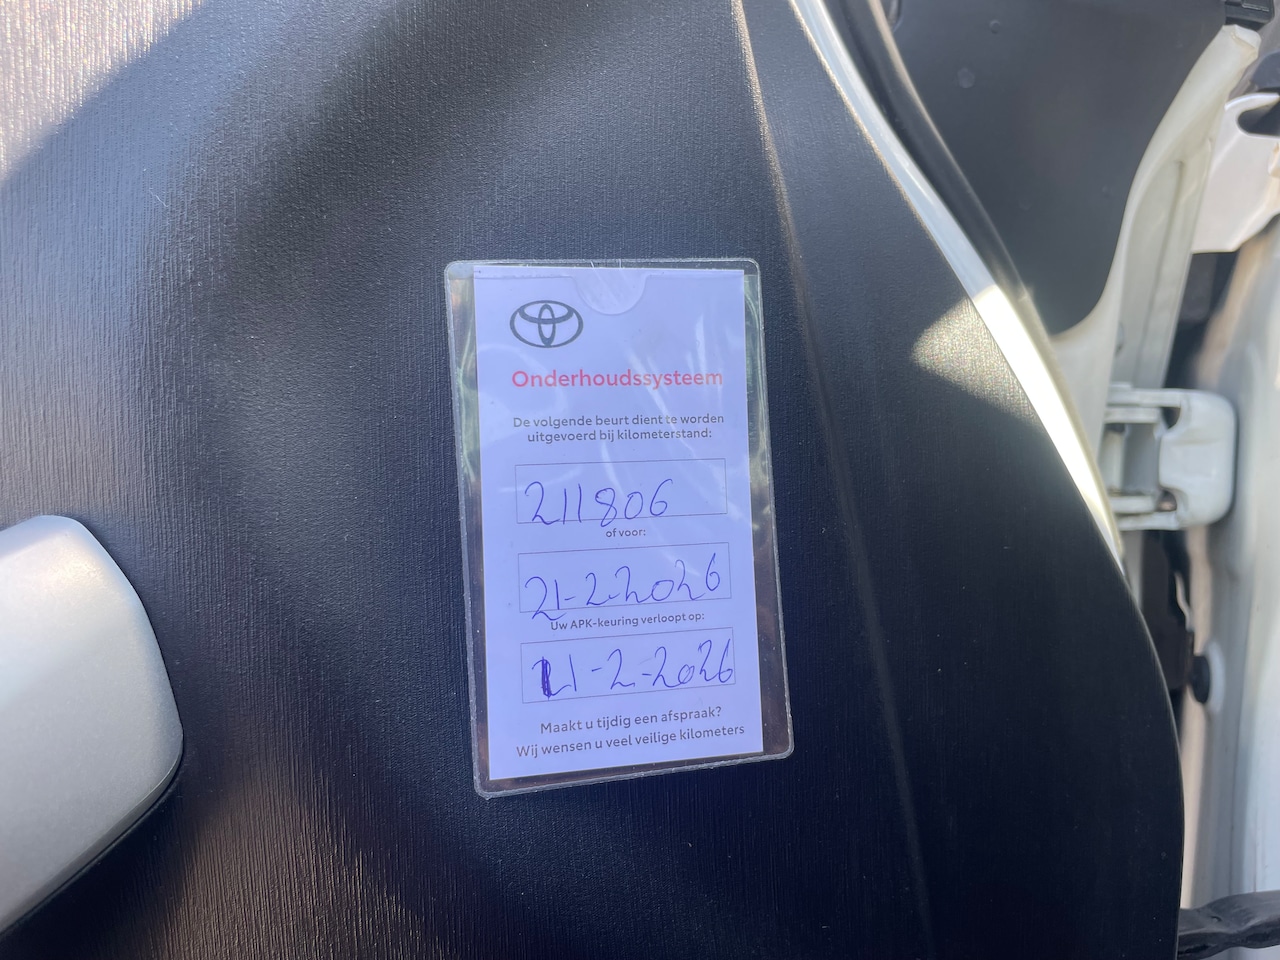 Onderhoudssysteem
De volgende beurt dient te worden
uitgevoerd bij kilometerstand:
211806
of voor:
21-2-2026
Uw APK-keuring verloopt op:
21-2-2026
Maakt u tijdig een afspraak?
Wij wensen u veel veilige kilometers